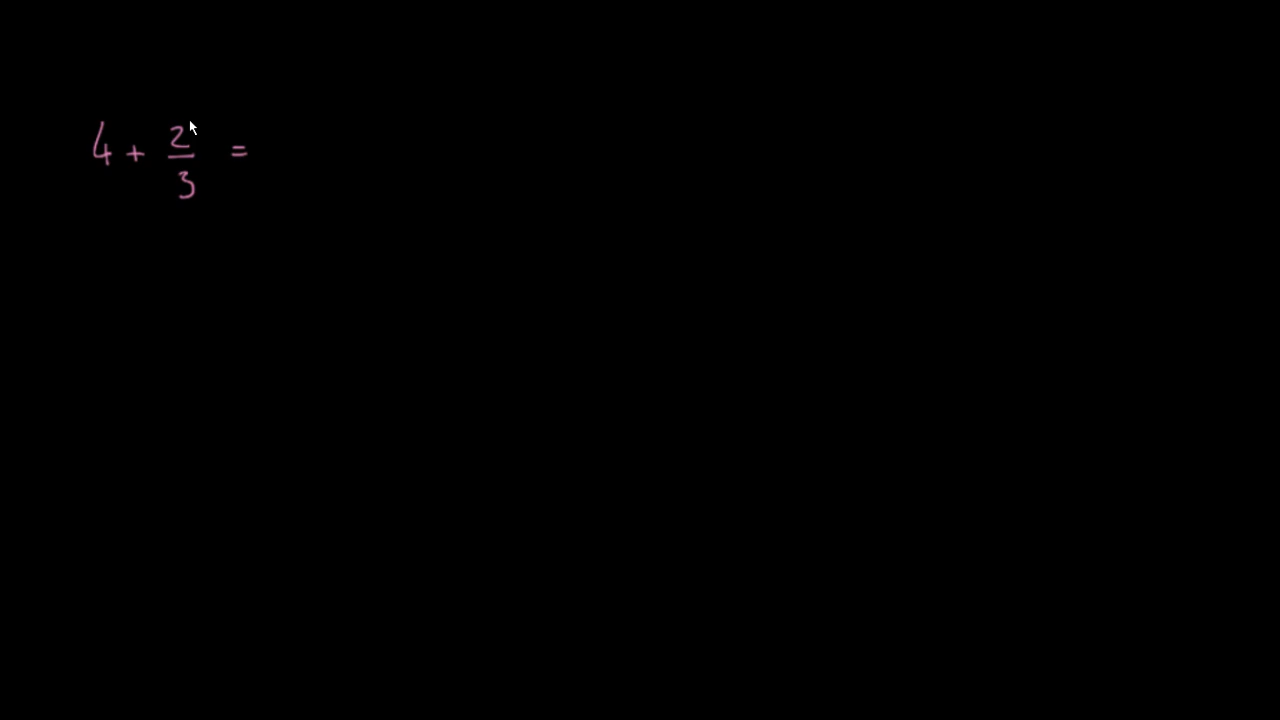 4 + 2/3 =